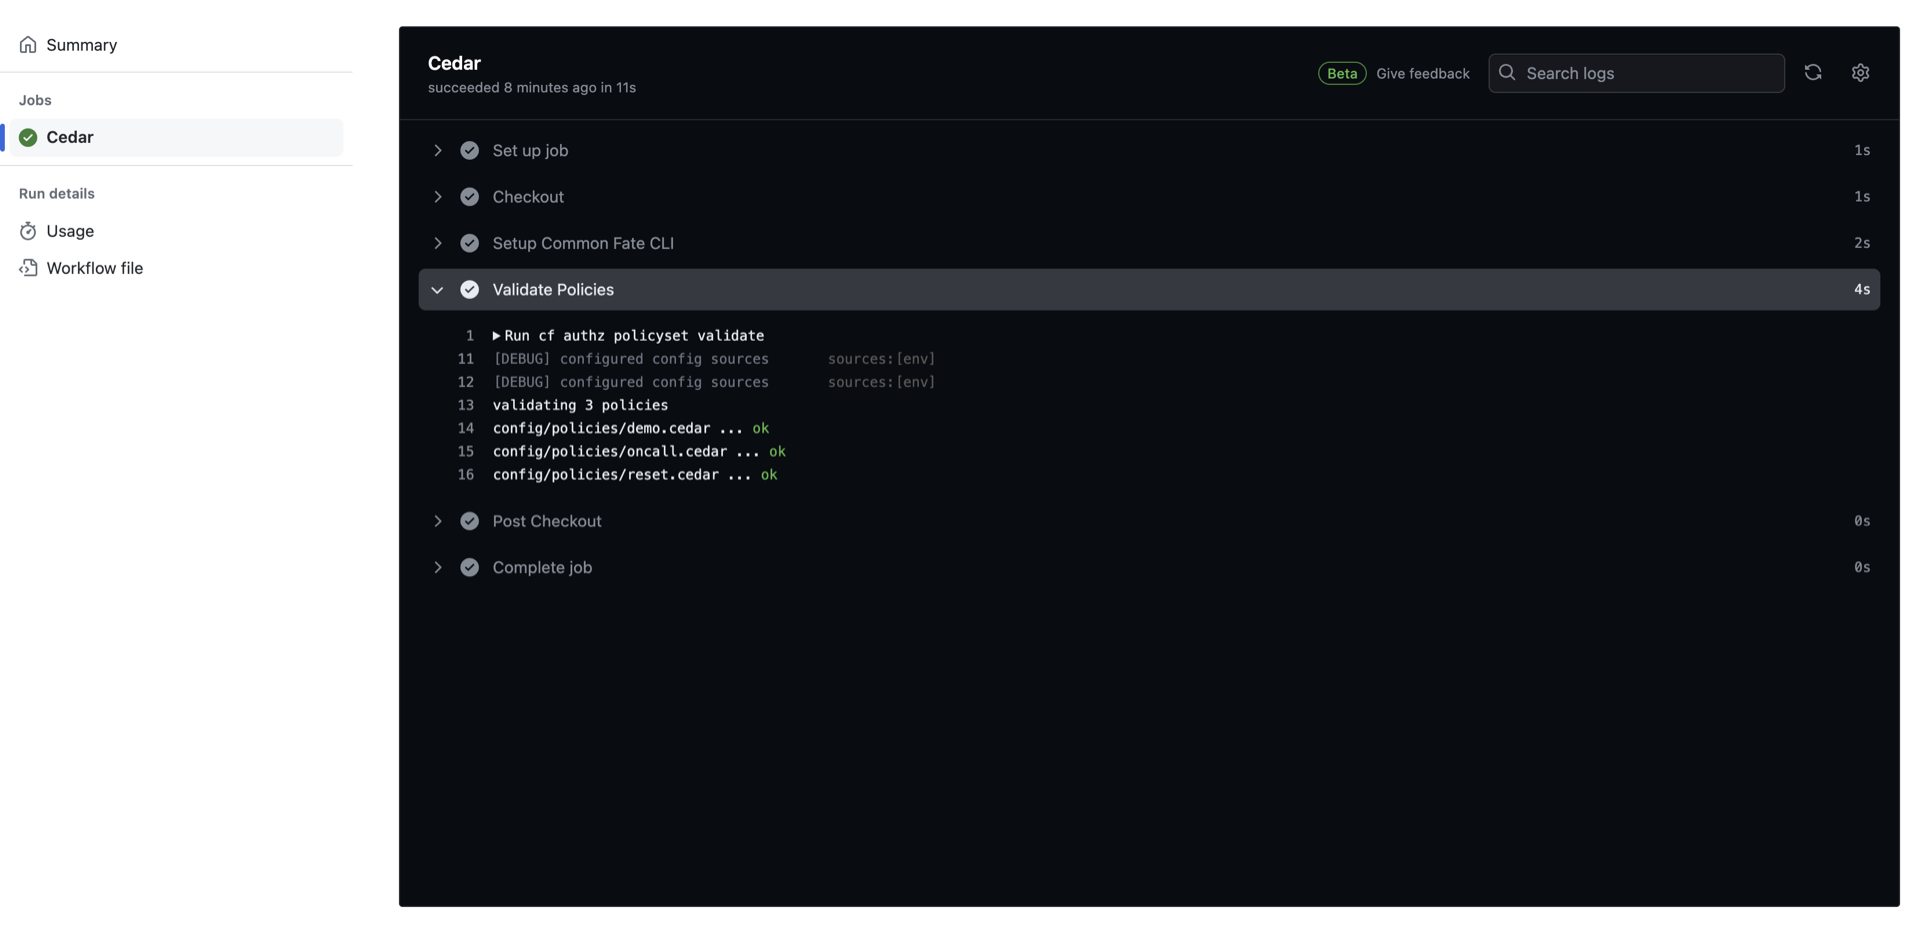 Summary
Jobs
Cedar
Run details
Usage
Workflow file
Cedar
succeeded 8 minutes ago in 11s
Beta Give feedback Search logs
Set up job 1s
Checkout 1s
Setup Common Fate CLI 2s
Validate Policies 4s
1 Run cf authz policyset validate
11 [DEBUG] configured config sources sources:[env]
12 [DEBUG] configured config sources sources:[env]
13 validating 3 policies
14 config/policies/demo.cedar ... ok
15 config/policies/oncall.cedar ... ok
16 config/policies/reset.cedar ... ok
Post Checkout 0s
Complete job 0s